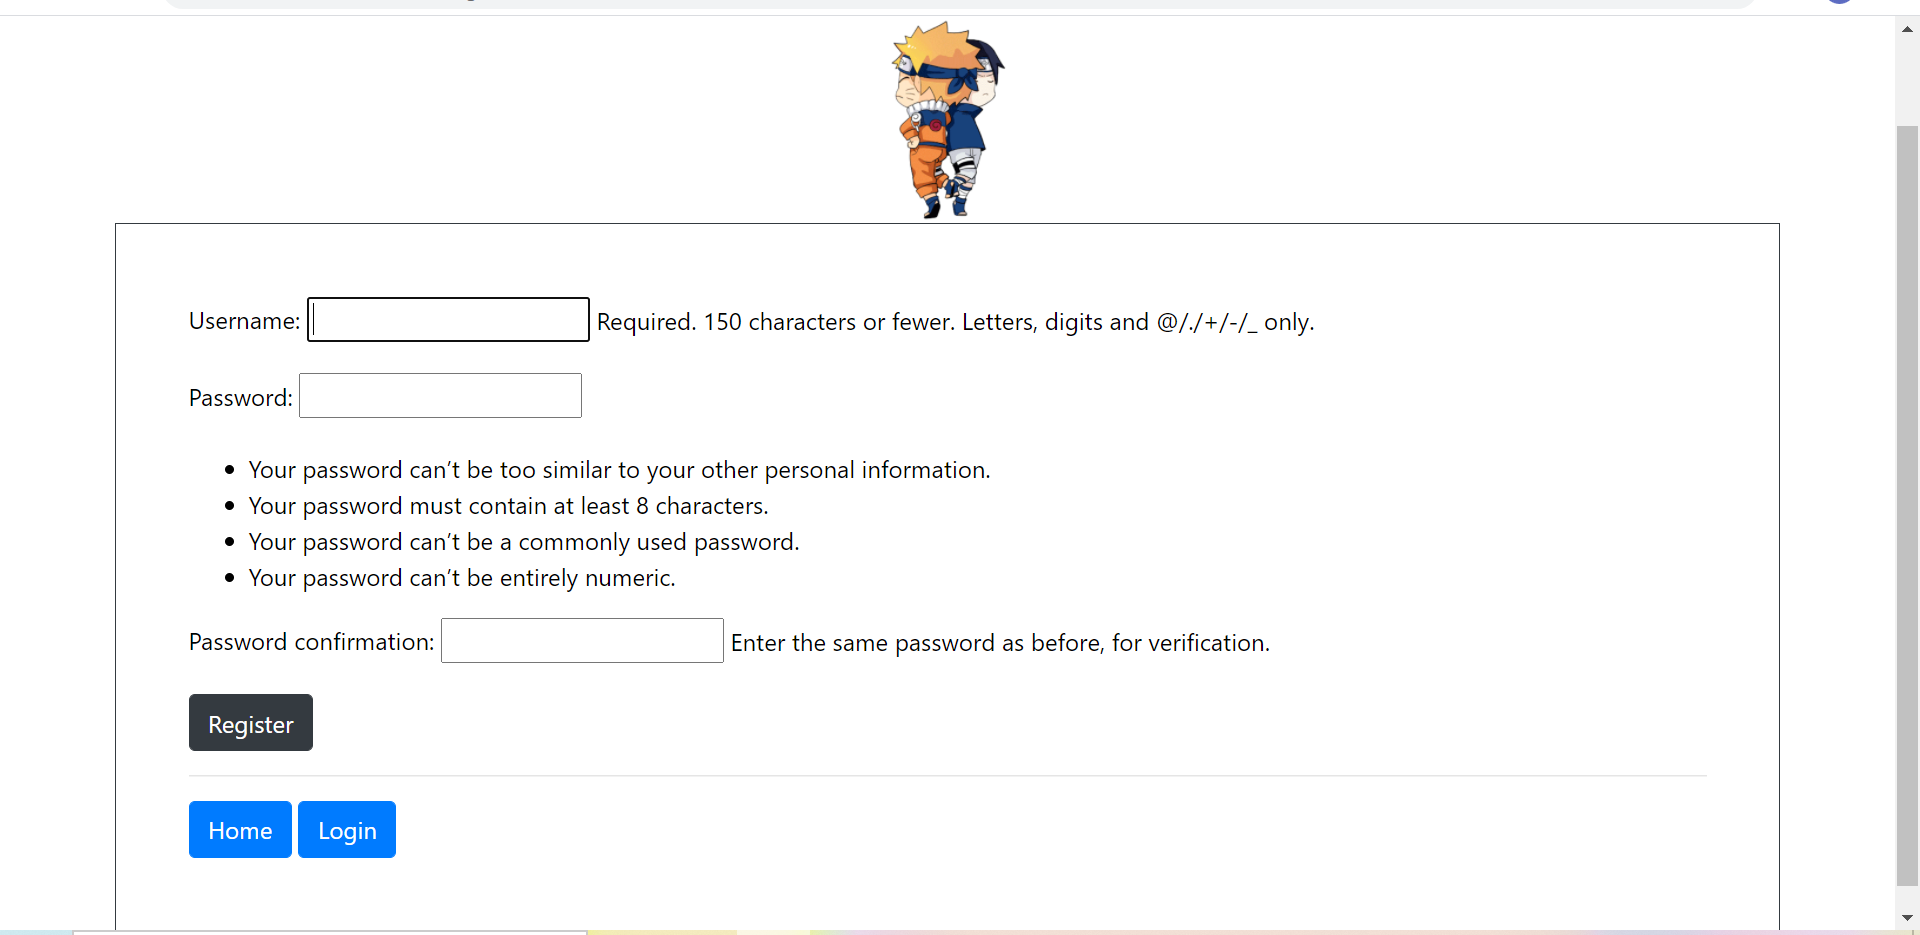 Username: Required. 150 characters or fewer. Letters, digits and @/./+/-/_ only.
Password:
Your password can’t be too similar to your other personal information.
Your password must contain at least 8 characters.
Your password can’t be a commonly used password.
Your password can’t be entirely numeric.
Password confirmation: Enter the same password as before, for verification.
Register
Home Login